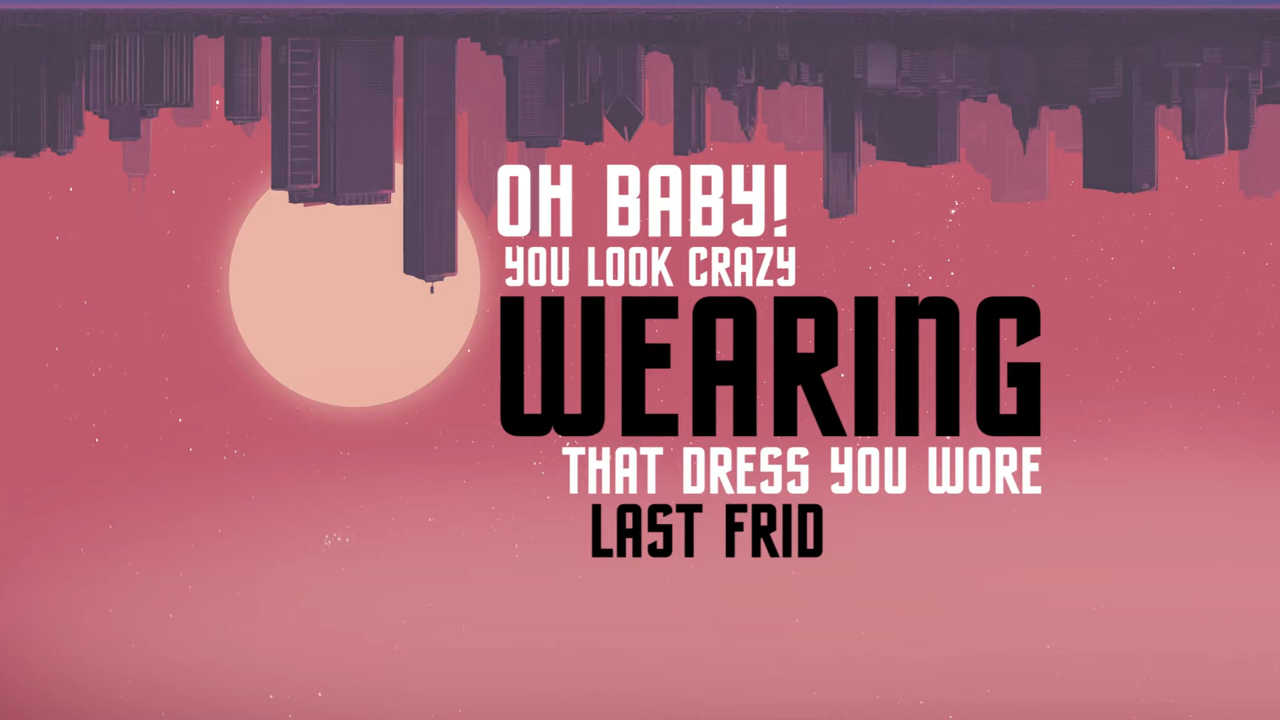 OH BABY!
YOU LOOK CRAZY
WEARING
THAT DRESS YOU WORE
LAST FRID